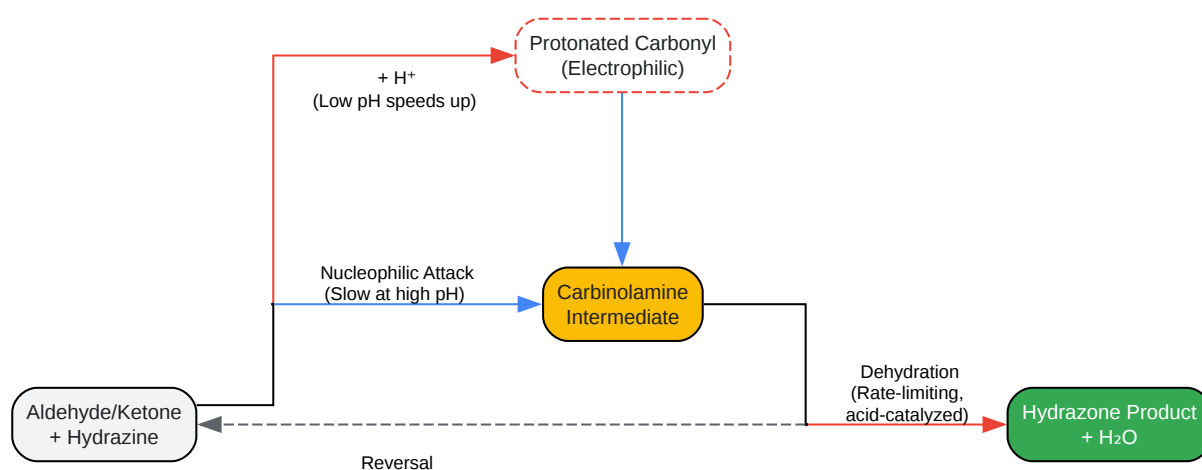 Protonated Carbonyl
(Electrophilic)
+ H⁺
(Low pH speeds up)
Nucleophilic Attack
(Slow at high pH)
Carbinolamine
Intermediate
Dehydration
(Rate-limiting,
acid-catalyzed)
Aldehyde/Ketone
+ Hydrazine
Hydrazone Product
+ H₂O
Reversal